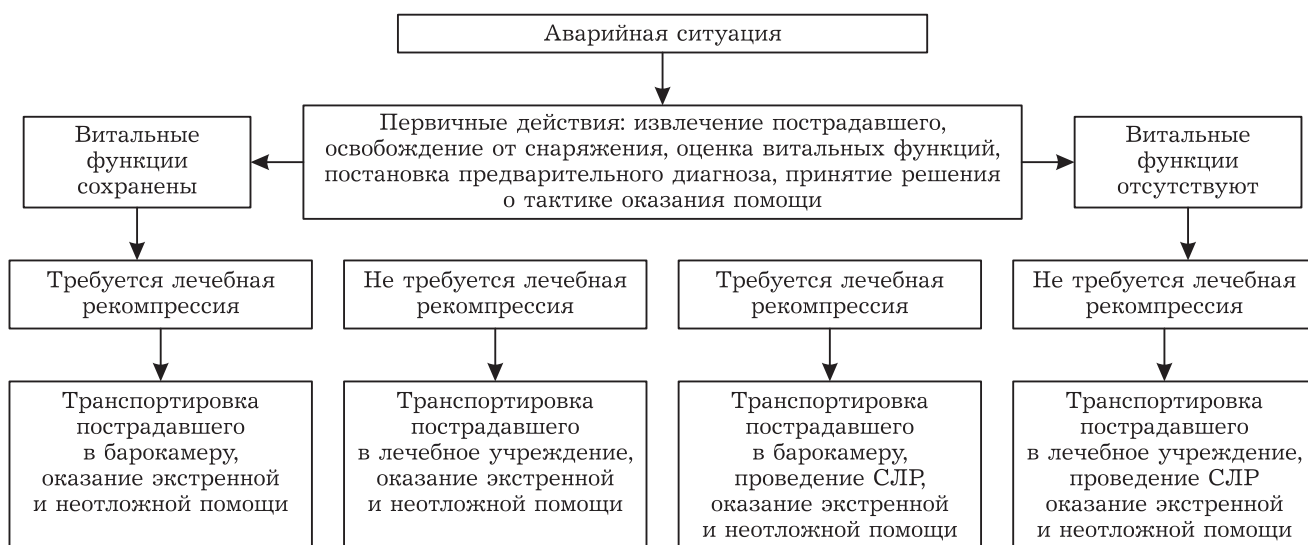 Аварийная ситуация
Первичные действия: извлечение пострадавшего,
освобождение от снаряжения, оценка витальных функций,
постановка предварительного диагноза, принятие решения
о тактике оказания помощи
Витальные
функции
сохранены
Витальные
функции
отсутствуют
Требуется лечебная
рекомпрессия
Не требуется лечебная
рекомпрессия
Требуется лечебная
рекомпрессия
Не требуется лечебная
рекомпрессия
Транспортировка
пострадавшего
в барокамеру,
оказание экстренной
и неотложной помощи
Транспортировка
пострадавшего
в лечебное учреждение,
оказание экстренной
и неотложной помощи
Транспортировка
пострадавшего
в барокамеру,
проведение СЛР,
оказание экстренной
и неотложной помощи
Транспортировка
пострадавшего
в лечебное учреждение,
проведение СЛР
оказание экстренной
и неотложной помощи